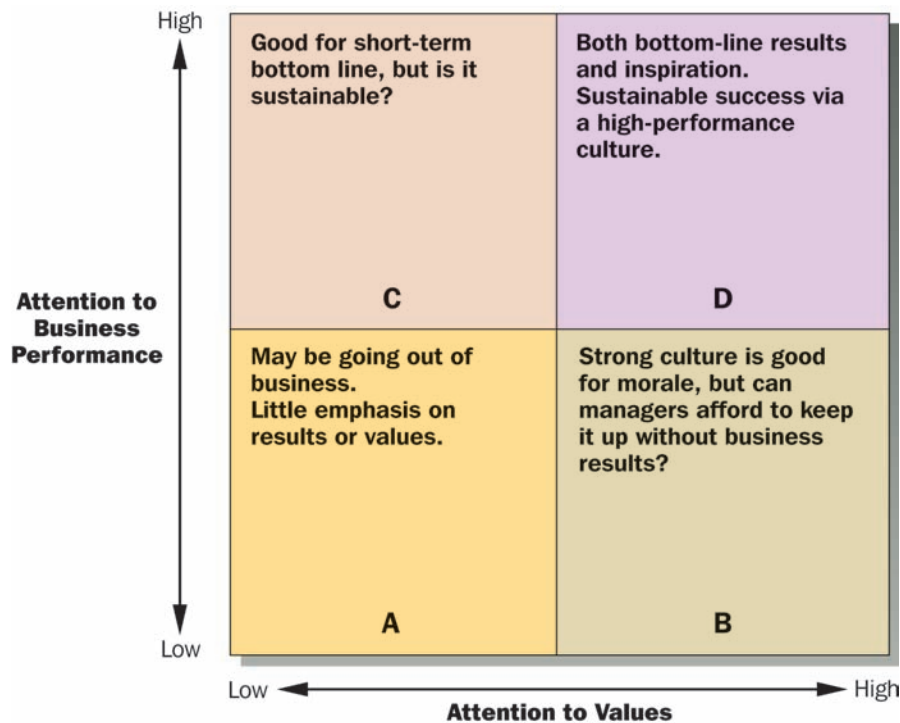 High
Good for short-term
bottom line, but is it
sustainable?
C
Both bottom-line results
and inspiration.
Sustainable success via
a high-performance
culture.
D
Attention to
Business
Performance
May be going out of
business.
Little emphasis on
results or values.
A
Strong culture is good
for morale, but can
managers afford to keep
it up without business
results?
B
Low
Low
High
Attention to Values